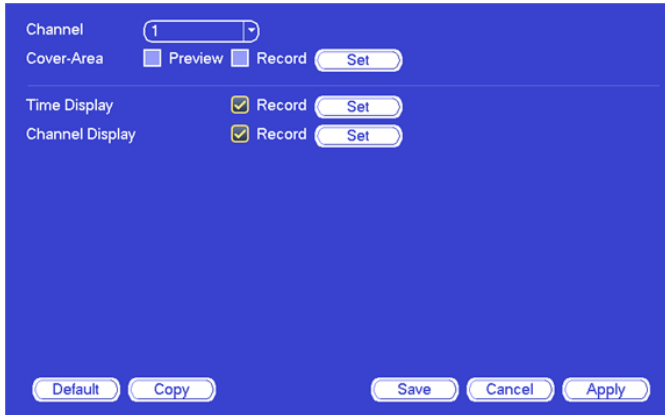 Channel 1
Cover-Area Preview Record Set
Time Display Record Set
Channel Display Record Set
Default Copy Save Cancel Apply